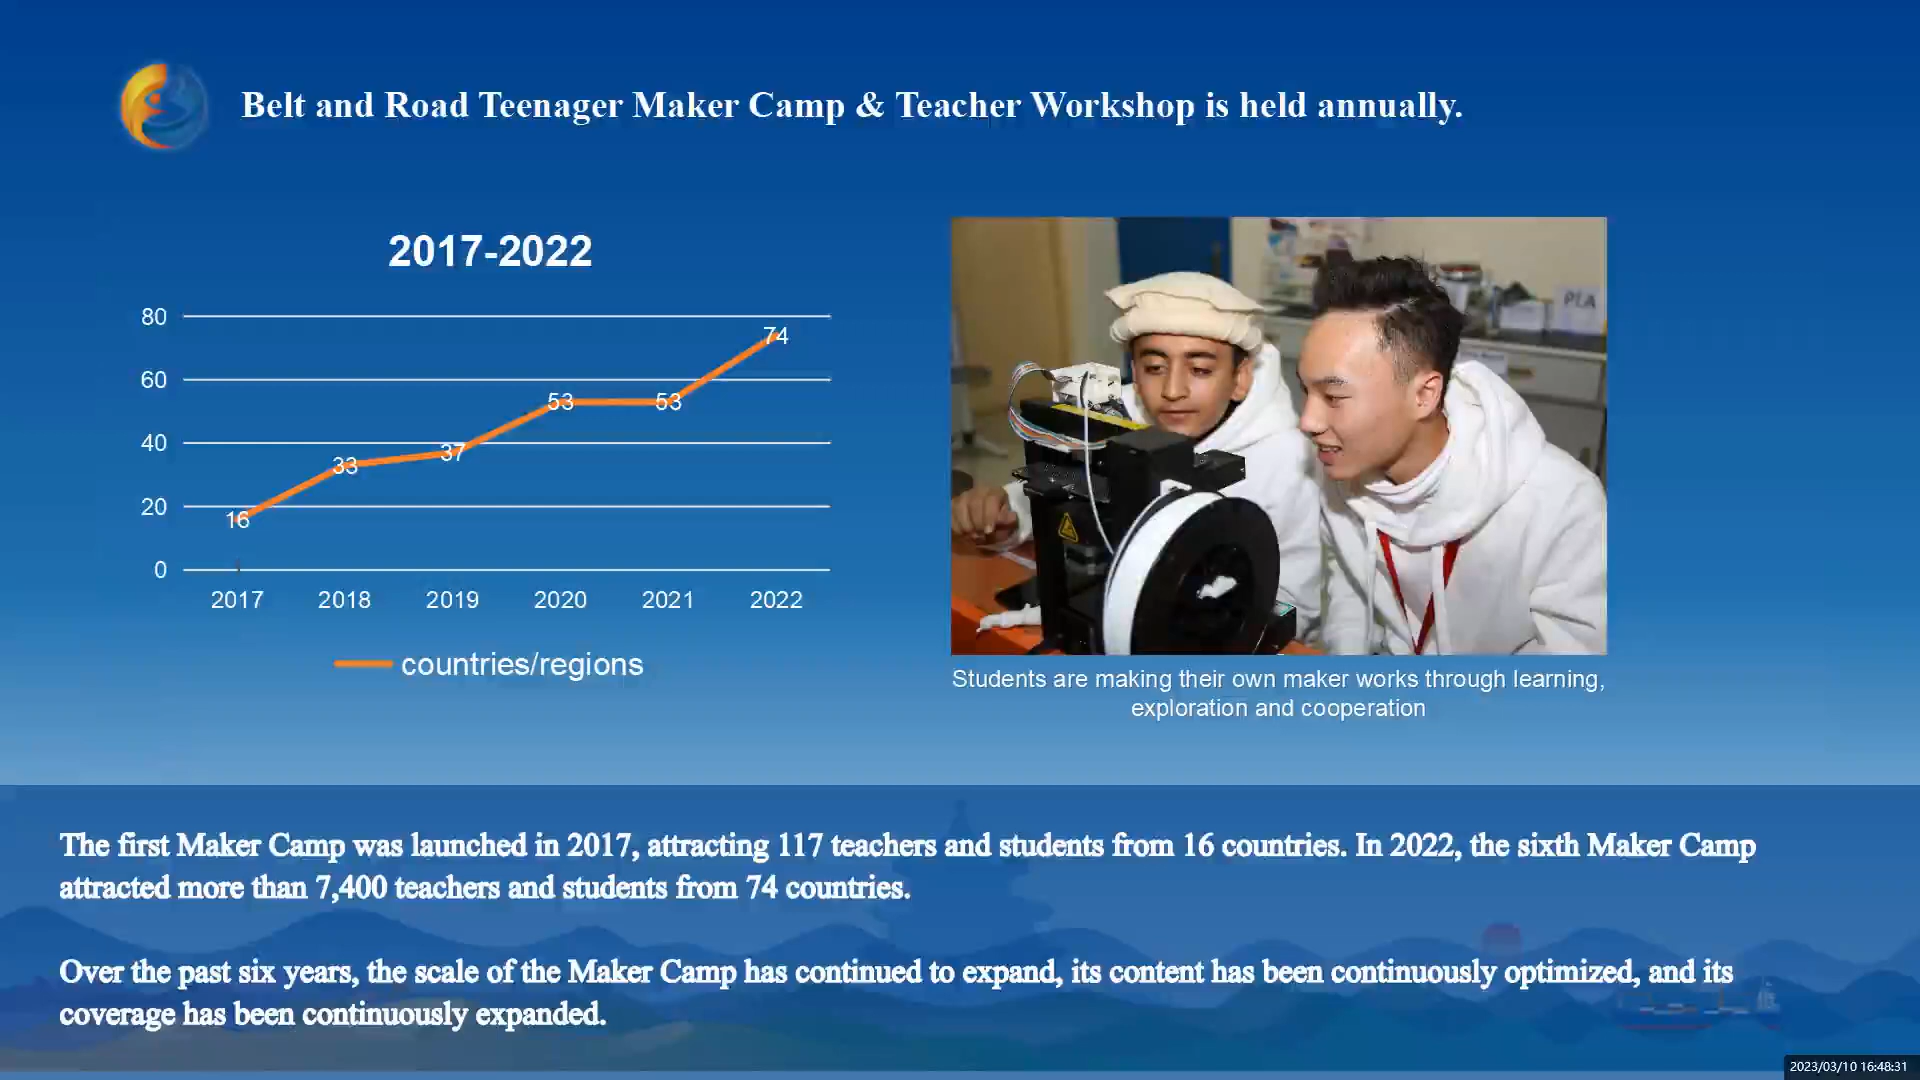 Belt and Road Teenager Maker Camp & Teacher Workshop is held annually.
2017-2022
80
60
40
20
0
16
33
37
53
53
74
2017 2018 2019 2020 2021 2022
countries/regions
PLA
Students are making their own maker works through learning,
exploration and cooperation
The first Maker Camp was launched in 2017, attracting 117 teachers and students from 16 countries. In 2022, the sixth Maker Camp
attracted more than 7,400 teachers and students from 74 countries.
Over the past six years, the scale of the Maker Camp has continued to expand, its content has been continuously optimized, and its
coverage has been continuously expanded.
2023/03/10 16:48:31